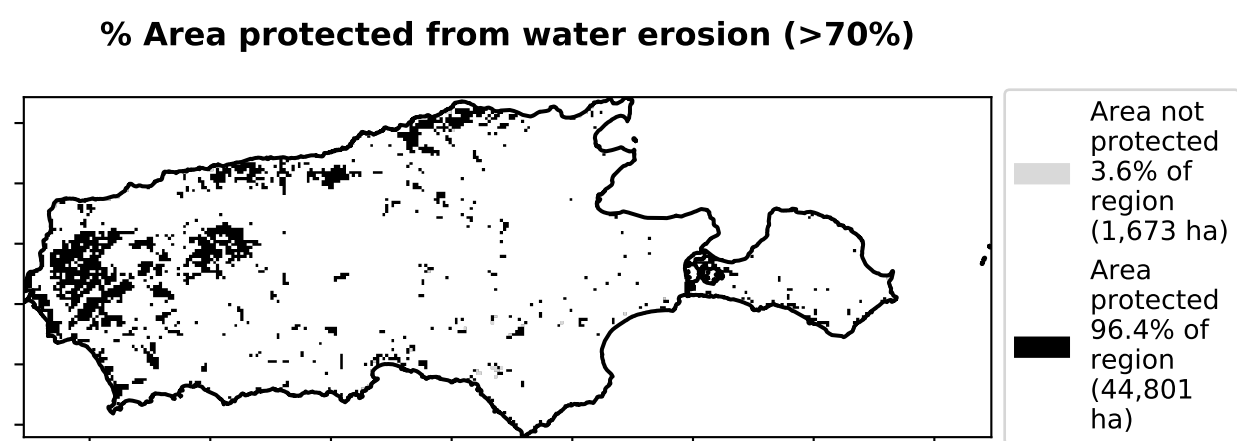 % Area protected from water erosion (>70%)
Area not
protected
3.6% of
region
(1,673 ha)
Area
protected
96.4% of
region
(44,801
ha)